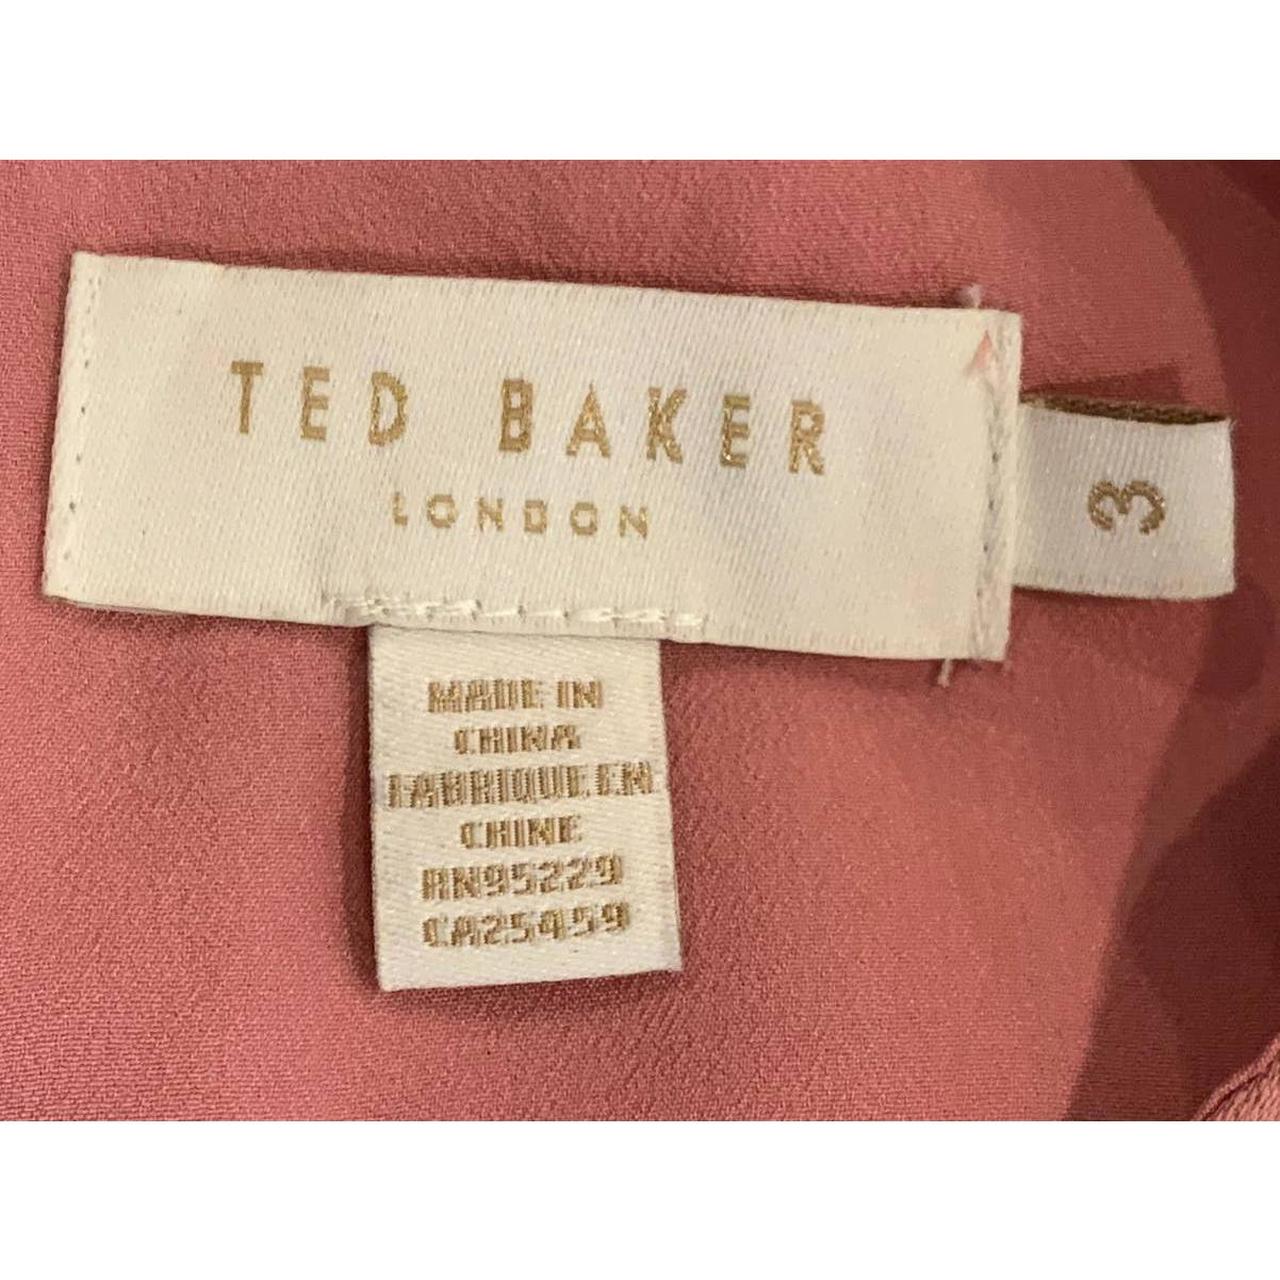 TED BAKER
LONDON
3
MADE IN
CHINA
FABRIQUE EN
CHINE
RN95229
CA25459